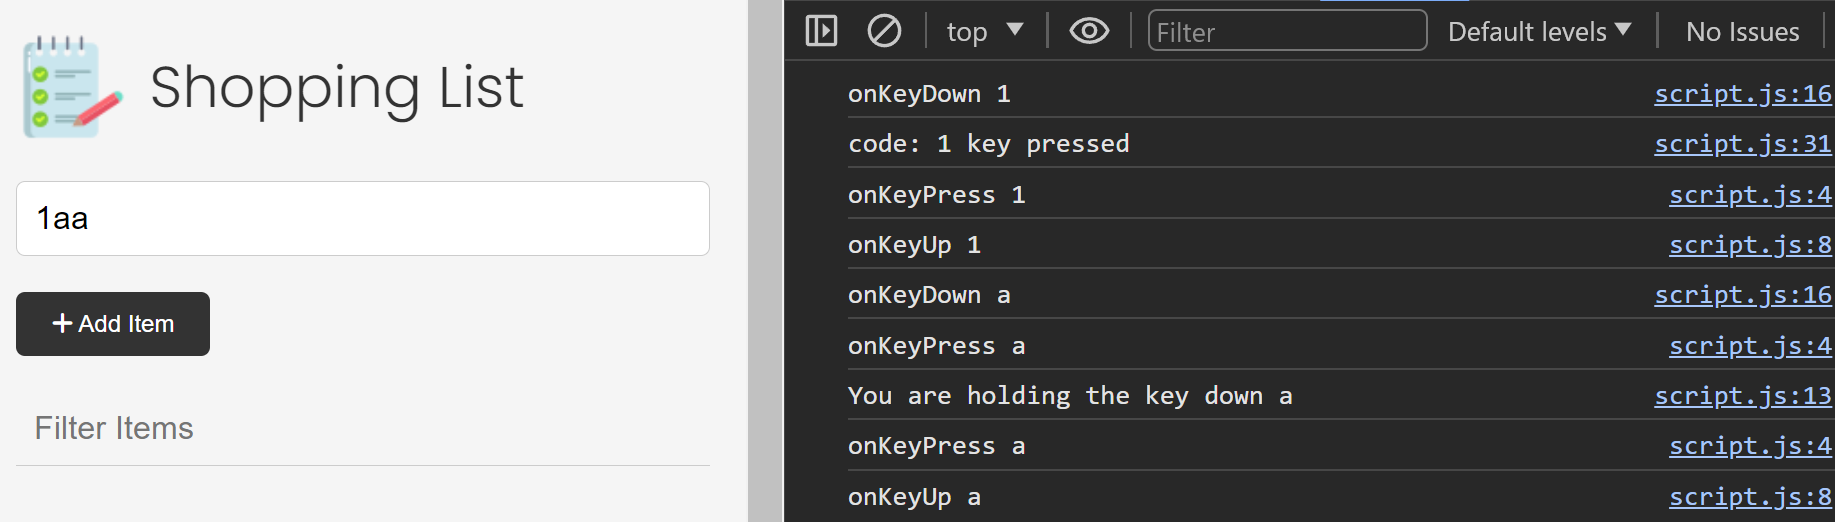 Shopping List
1aa
+ Add Item
Filter Items
top
Filter
Default levels
No Issues
onKeyDown 1 script.js:16
code: 1 key pressed script.js:31
onKeyPress 1 script.js:4
onKeyUp 1 script.js:8
onKeyDown a script.js:16
onKeyPress a script.js:4
You are holding the key down a script.js:13
onKeyPress a script.js:4
onKeyUp a script.js:8